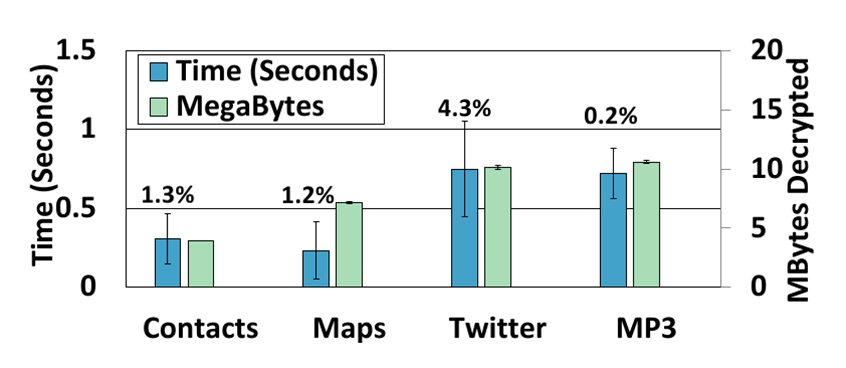 Time (Seconds)
1.5
1
0.5
0
Time (Seconds)
MegaBytes
1.3%
1.2%
4.3%
0.2%
20
15
10
5
0
MBytes Decrypted
Contacts
Maps
Twitter
MP3